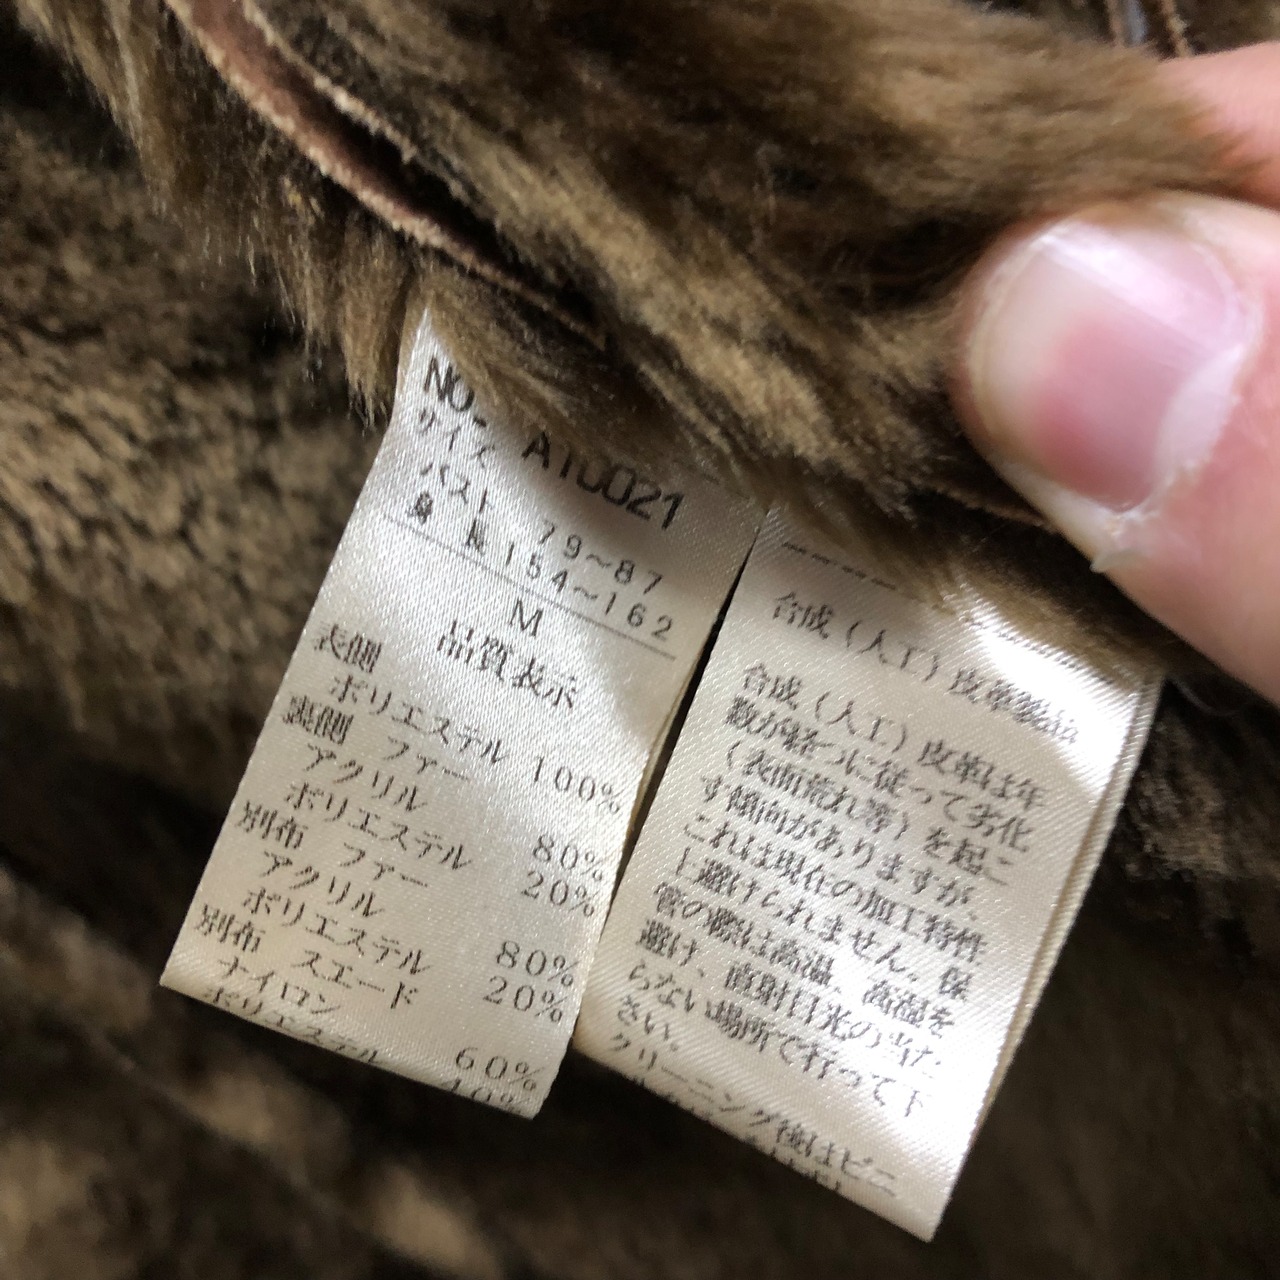 NO- A10021
サイズ
バスト 79～87
身長 154～162
M
品質表示
表側
ポリエステル 100%
裏側 ファー
アクリル 80%
ポリエステル 20%
別布 ファー
アクリル 80%
ポリエステル 20%
別布 スエード
ナイロン 60%
ポリエステル 40%
合成(人工)皮革製品
合成(人工)皮革は年
数が経つに従って劣化
(表面荒れ等)を起こ
す傾向がありますが、
これは現在の加工特性
上避けられません。保
管の際は高温、高湿を
避け、直射日光の当た
らない場所で行って下
さい。
クリーニング後はビニ